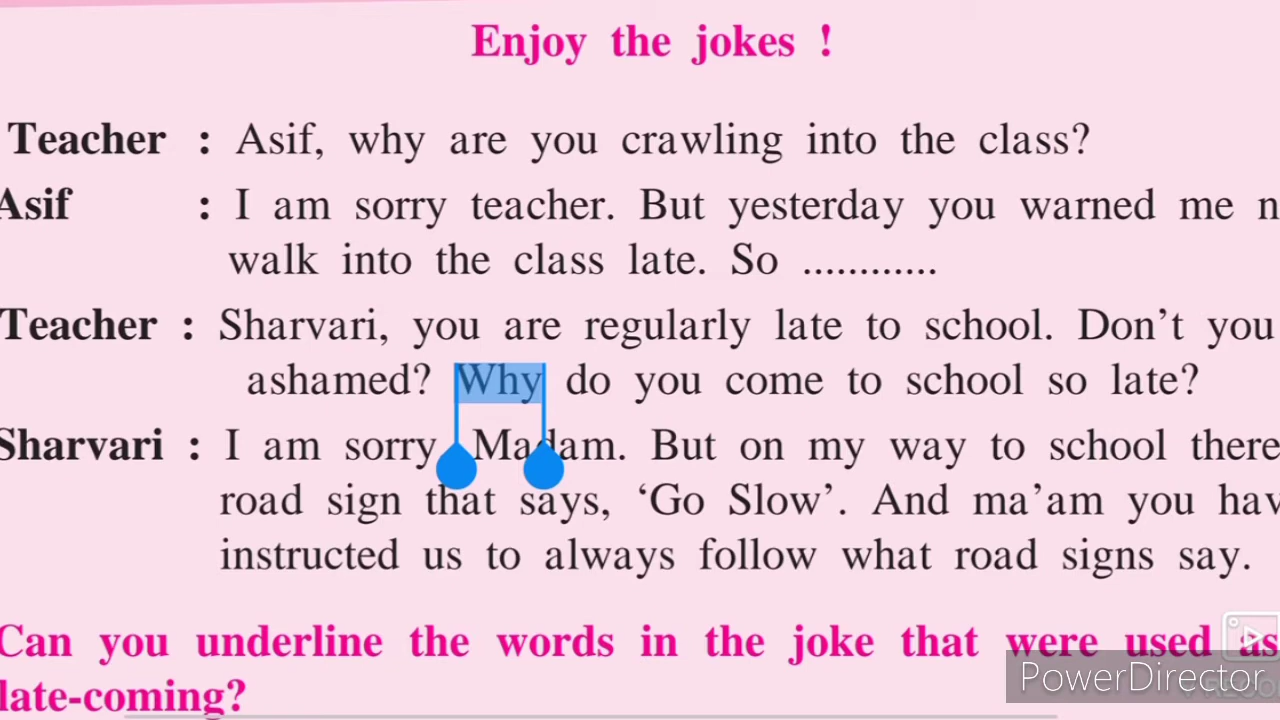 Enjoy the jokes !
Teacher : Asif, why are you crawling into the class?
Asif : I am sorry teacher. But yesterday you warned me
walk into the class late. So ............
Teacher : Sharvari, you are regularly late to school. Don't you
ashamed? Why do you come to school so late?
Sharvari : I am sorry Madam. But on my way to school there
road sign that says, 'Go Slow'. And ma'am you
instructed us to always follow what road signs say.
Can you underline the words in the joke that were used as
late-coming?
PowerDirector